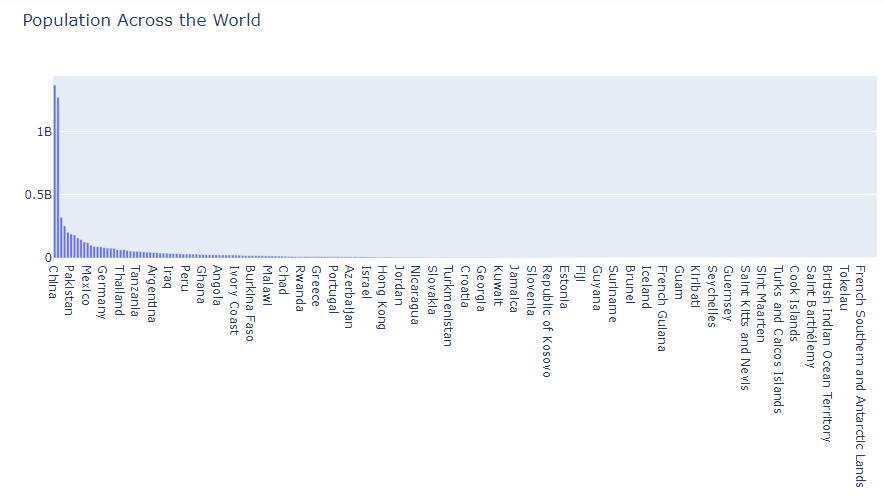 Population Across the World
1B
0.5B
0
China
Pakistan
Mexico
Germany
Thailand
Tanzania
Argentina
Iraq
Peru
Ghana
Angola
Ivory Coast
Burkina Faso
Malawi
Chad
Rwanda
Greece
Portugal
Azerbaijan
Israel
Hong Kong
Jordan
Nicaragua
Slovakia
Turkmenistan
Croatia
Georgia
Kuwait
Jamaica
Slovenia
Republic of Kosovo
Estonia
Fiji
Guyana
Suriname
Brunei
Iceland
French Guiana
Guam
Kiribati
Seychelles
Guernsey
Saint Kitts and Nevis
Sint Maarten
Turks and Caicos Islands
Cook Islands
Saint Barthélemy
British Indian Ocean Territory
Tokelau
French Southern and Antarctic Lands